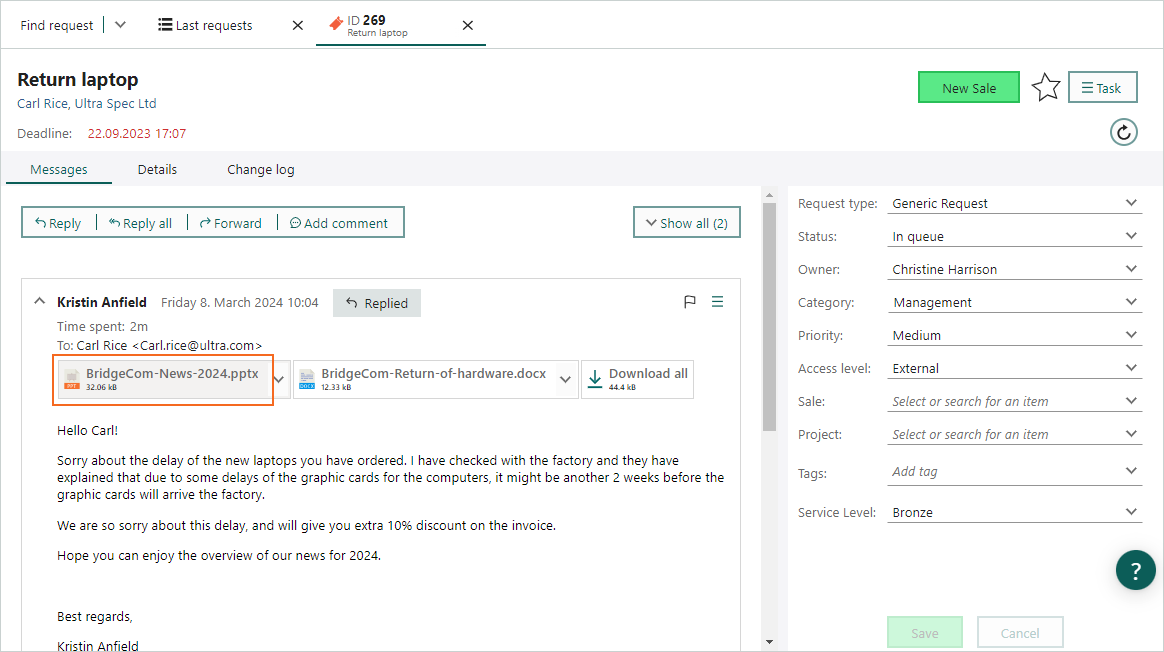 Find request
Last requests
ID 269
Return laptop
Return laptop
New Sale
Task
Carl Rice, Ultra Spec Ltd
Deadline: 22.09.2023 17:07
Messages Details Change log
Reply Reply all Forward Add comment
Show all (2)
Kristin Anfield Friday 8. March 2024 10:04 Replied
Time spent: 2m
To: Carl Rice <Carl.rice@ultra.com>
PPT BridgeCom-News-2024.pptx
32.06 kB
DOCX BridgeCom-Return-of-hardware.docx
12.33 kB
Download all
44.4 kB
Hello Carl!
Sorry about the delay of the new laptops you have ordered. I have checked with the factory and they have
explained that due to some delays of the graphic cards for the computers, it might be another 2 weeks before the
graphic cards will arrive the factory.
We are so sorry about this delay, and will give you extra 10% discount on the invoice.
Hope you can enjoy the overview of our news for 2024.
Best regards,
Kristin Anfield
Request type: Generic Request
Status: In queue
Owner: Christine Harrison
Category: Management
Priority: Medium
Access level: External
Sale: Select or search for an item
Project: Select or search for an item
Tags: Add tag
Service Level: Bronze
?
Save Cancel